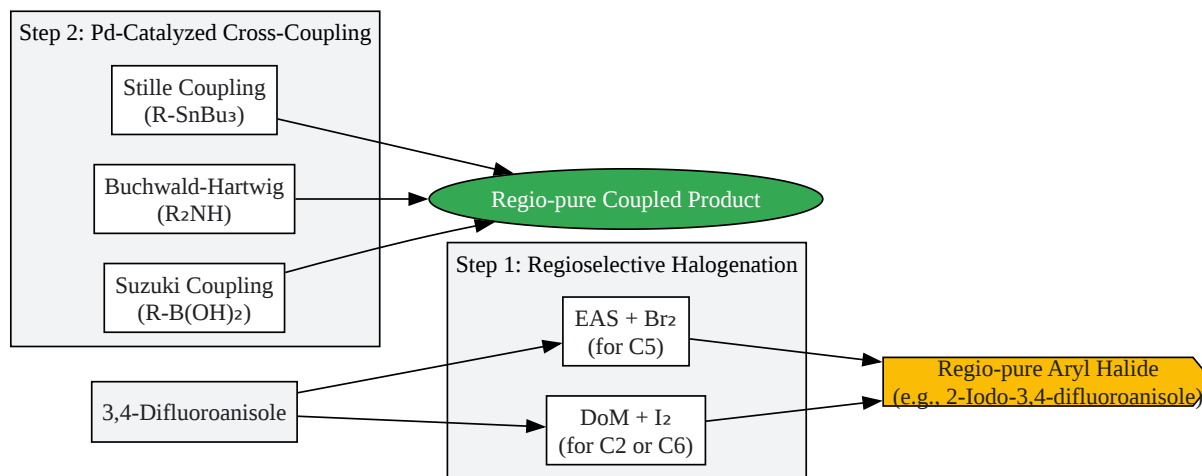 Step 2: Pd-Catalyzed Cross-Coupling
Stille Coupling
(R-SnBu₃)
Buchwald-Hartwig
(R₂NH)
Suzuki Coupling
(R-B(OH)₂)
Regio-pure Coupled Product
Step 1: Regioselective Halogenation
EAS + Br₂
(for C5)
DoM + I₂
(for C2 or C6)
3,4-Difluoroanisole
Regio-pure Aryl Halide
(e.g., 2-Iodo-3,4-difluoroanisole)